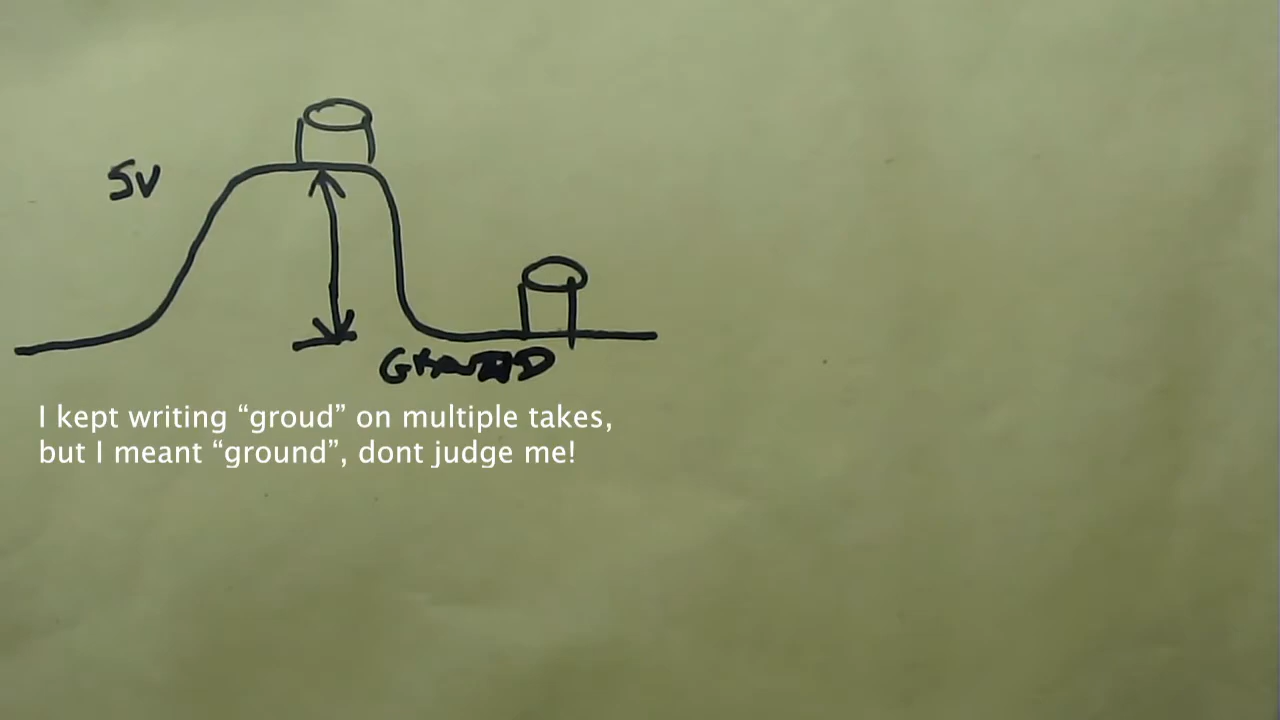 5V
I kept writing “groud” on multiple takes,
but I meant “ground”, dont judge me!